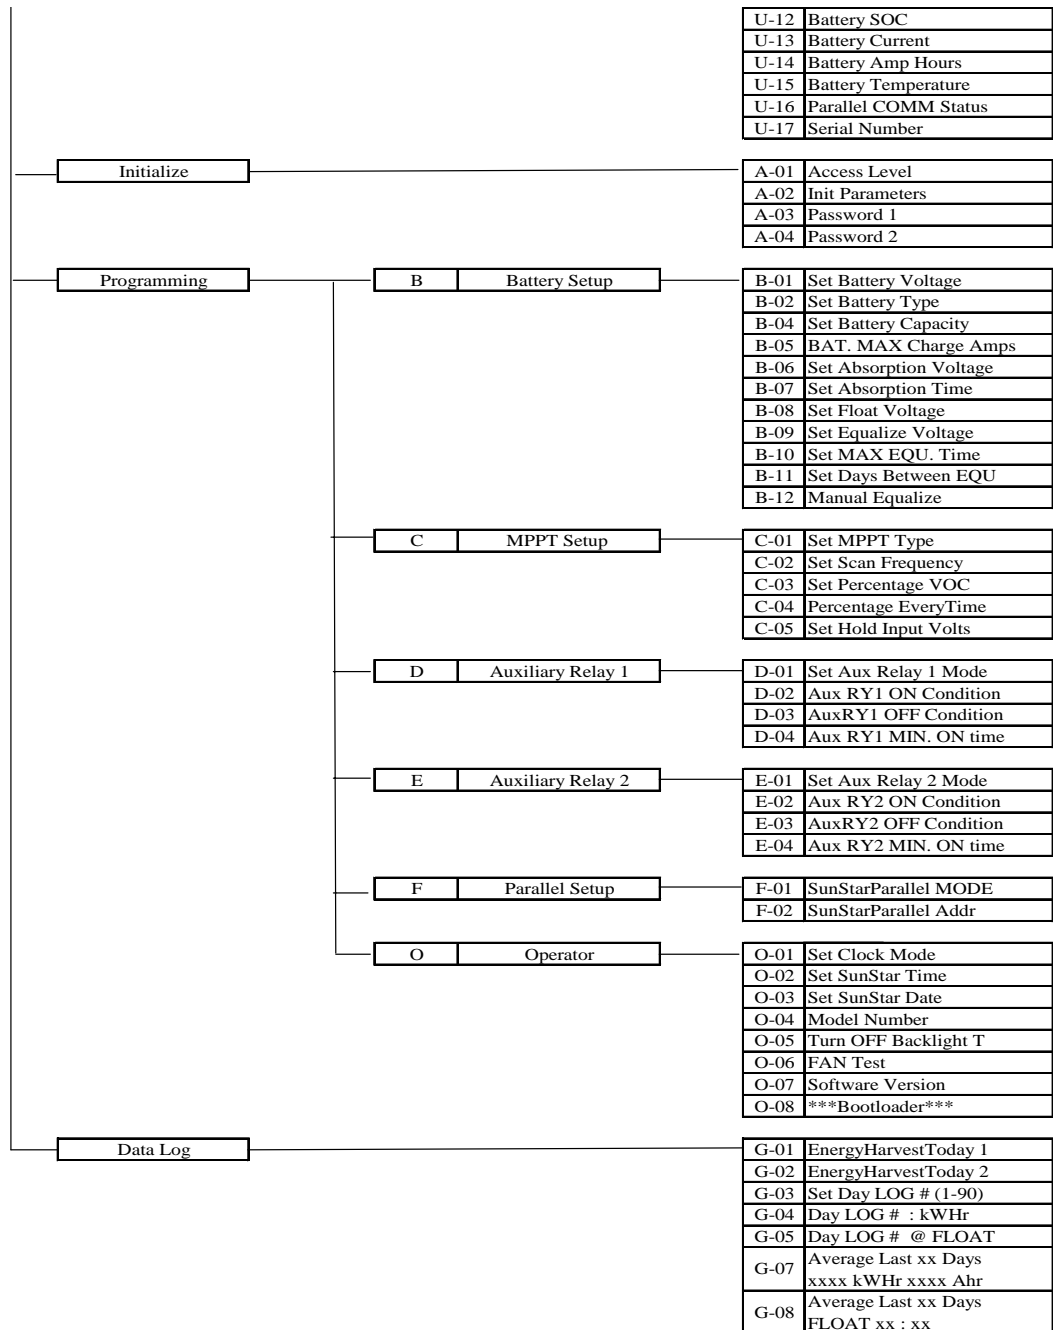 U-12 Battery SOC
U-13 Battery Current
U-14 Battery Amp Hours
U-15 Battery Temperature
U-16 Parallel COMM Status
U-17 Serial Number
Initialize
A-01 Access Level
A-02 Init Parameters
A-03 Password 1
A-04 Password 2
Programming
B Battery Setup
B-01 Set Battery Voltage
B-02 Set Battery Type
B-04 Set Battery Capacity
B-05 BAT. MAX Charge Amps
B-06 Set Absorption Voltage
B-07 Set Absorption Time
B-08 Set Float Voltage
B-09 Set Equalize Voltage
B-10 Set MAX EQU. Time
B-11 Set Days Between EQU
B-12 Manual Equalize
C MPPT Setup
C-01 Set MPPT Type
C-02 Set Scan Frequency
C-03 Set Percentage VOC
C-04 Percentage EveryTime
C-05 Set Hold Input Volts
D Auxiliary Relay 1
D-01 Set Aux Relay 1 Mode
D-02 Aux RY1 ON Condition
D-03 AuxRY1 OFF Condition
D-04 Aux RY1 MIN. ON time
E Auxiliary Relay 2
E-01 Set Aux Relay 2 Mode
E-02 Aux RY2 ON Condition
E-03 AuxRY2 OFF Condition
E-04 Aux RY2 MIN. ON time
F Parallel Setup
F-01 SunStarParallel MODE
F-02 SunStarParallel Addr
O Operator
O-01 Set Clock Mode
O-02 Set SunStar Time
O-03 Set SunStar Date
O-04 Model Number
O-05 Turn OFF Backlight T
O-06 FAN Test
O-07 Software Version
O-08 ***Bootloader***
Data Log
G-01 EnergyHarvestToday 1
G-02 EnergyHarvestToday 2
G-03 Set Day LOG # (1-90)
G-04 Day LOG # : kWHr
G-05 Day LOG # @ FLOAT
G-07 Average Last xx Days
xxxx kWHr xxxx Ahr
G-08 Average Last xx Days
FLOAT xx : xx